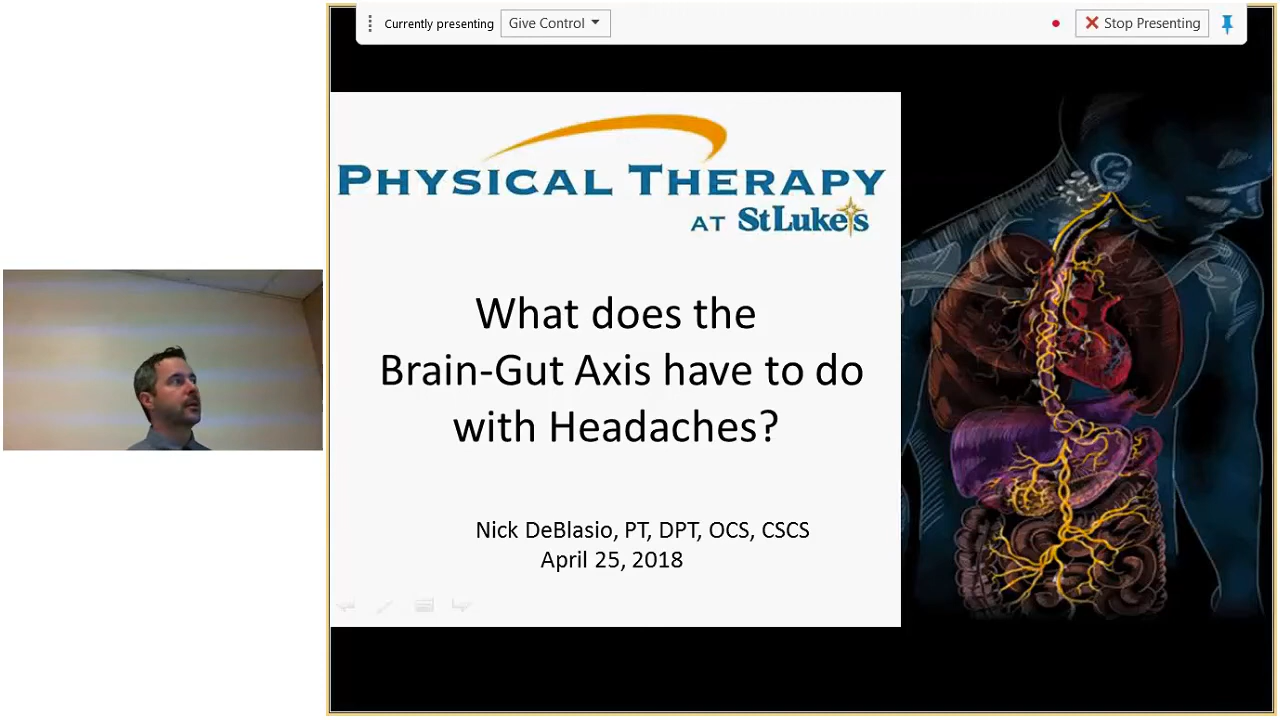 Currently presenting
Give Control
Stop Presenting
PHYSICAL THERAPY
AT StLuke's
What does the
Brain-Gut Axis have to do
with Headaches?
Nick DeBlasio, PT, DPT, OCS, CSCS
April 25, 2018